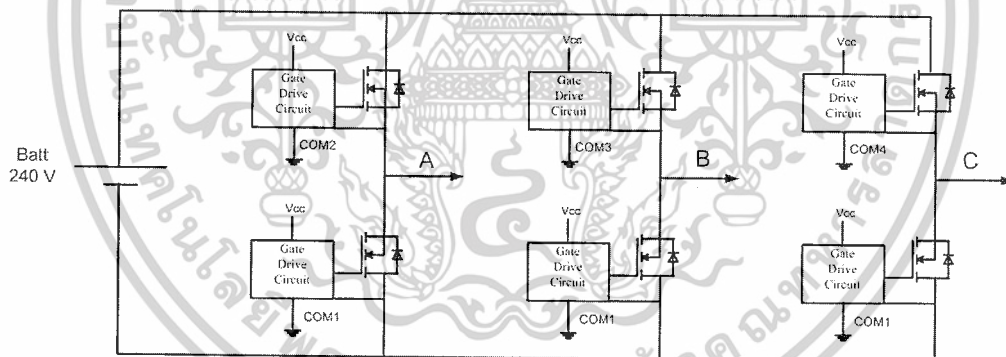 Vcc
Vcc
Vcc
Gate
Drive
Circuit
Gate
Drive
Circuit
Gate
Drive
Circuit
COM2
COM3
COM4
Batt
240 V
A
B
C
Vcc
Vcc
Vcc
Gate
Drive
Circuit
Gate
Drive
Circuit
Gate
Drive
Circuit
COM1
COM1
COM1